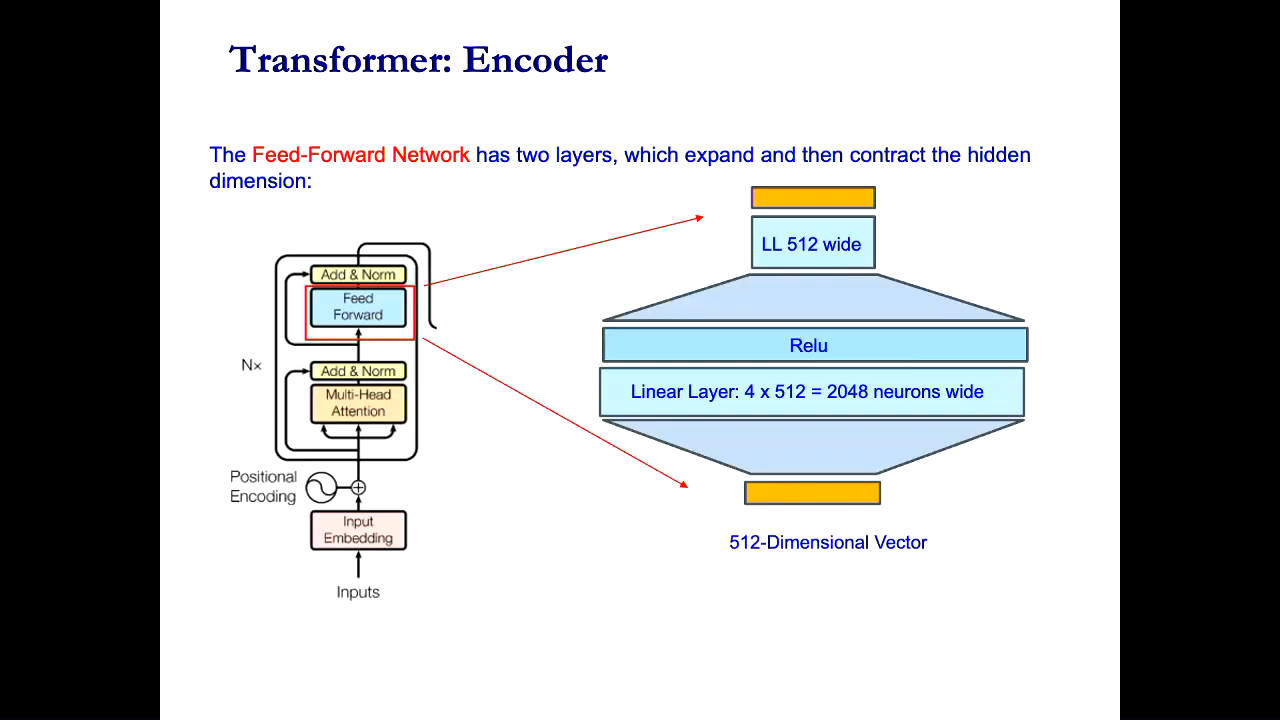 Transformer: Encoder
The Feed-Forward Network has two layers, which expand and then contract the hidden
dimension:
Add & Norm
Feed
Forward
Nx
Add & Norm
Multi-Head
Attention
Positional
Encoding
Input
Embedding
Inputs
LL 512 wide
Relu
Linear Layer: 4 x 512 = 2048 neurons wide
512-Dimensional Vector